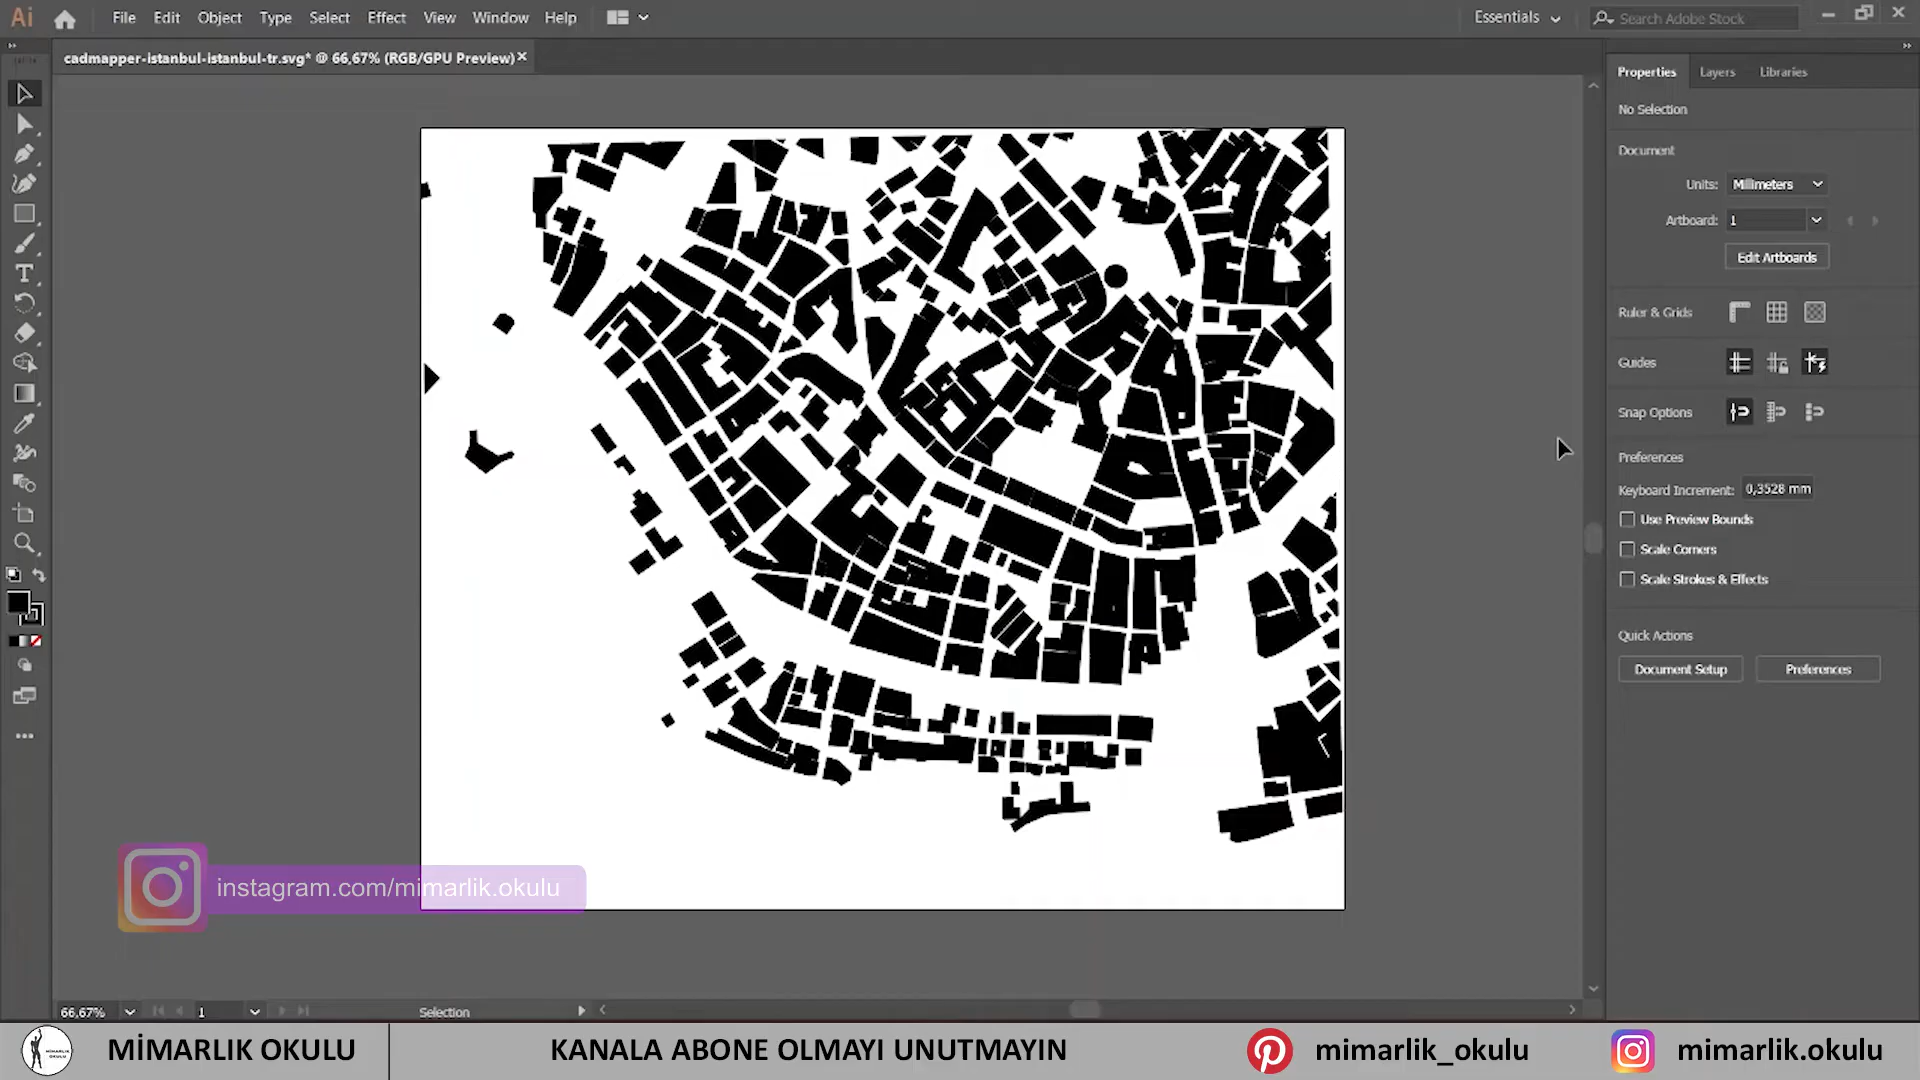 Ai File Edit Object Type Select Effect View Window Help Essentials Search Adobe Stock
cadmapper-istanbul-istanbul-tr.svg* @ 66,67% (RGB/GPU Preview)
Properties Layers Libraries
No Selection
Document
Units: Millimeters
Artboard: 1
Edit Artboards
Ruler & Grids
Guides
Snap Options
Preferences
Keyboard Increment: 0,3528 mm
Use Preview Bounds
Scale Corners
Scale Strokes & Effects
Quick Actions
Document Setup Preferences
instagram.com/mimarlik.okulu
66,67% 1 Selection
MİMARLIK OKULU
MİMARLIK OKULU KANALA ABONE OLMAYI UNUTMAYIN mimarlik_okulu mimarlik.okulu